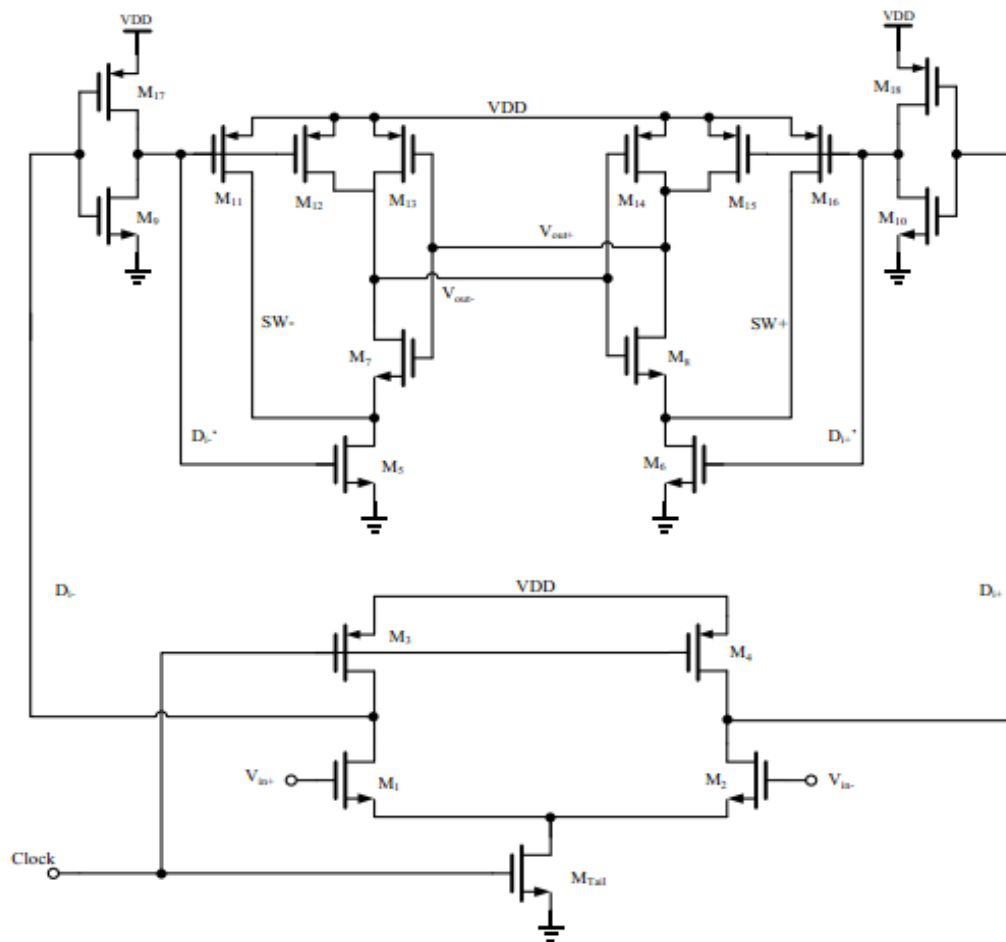 VDD
VDD
M17
M18
VDD
M11
M12
M13
M14
M15
M16
M9
M10
Vout+
Vout-
SW-
SW+
M7
M8
Di-*
Di+*
M5
M6
Di-
VDD
Di+
M3
M4
Vin+
M1
M2
Vin-
Clock
MTail